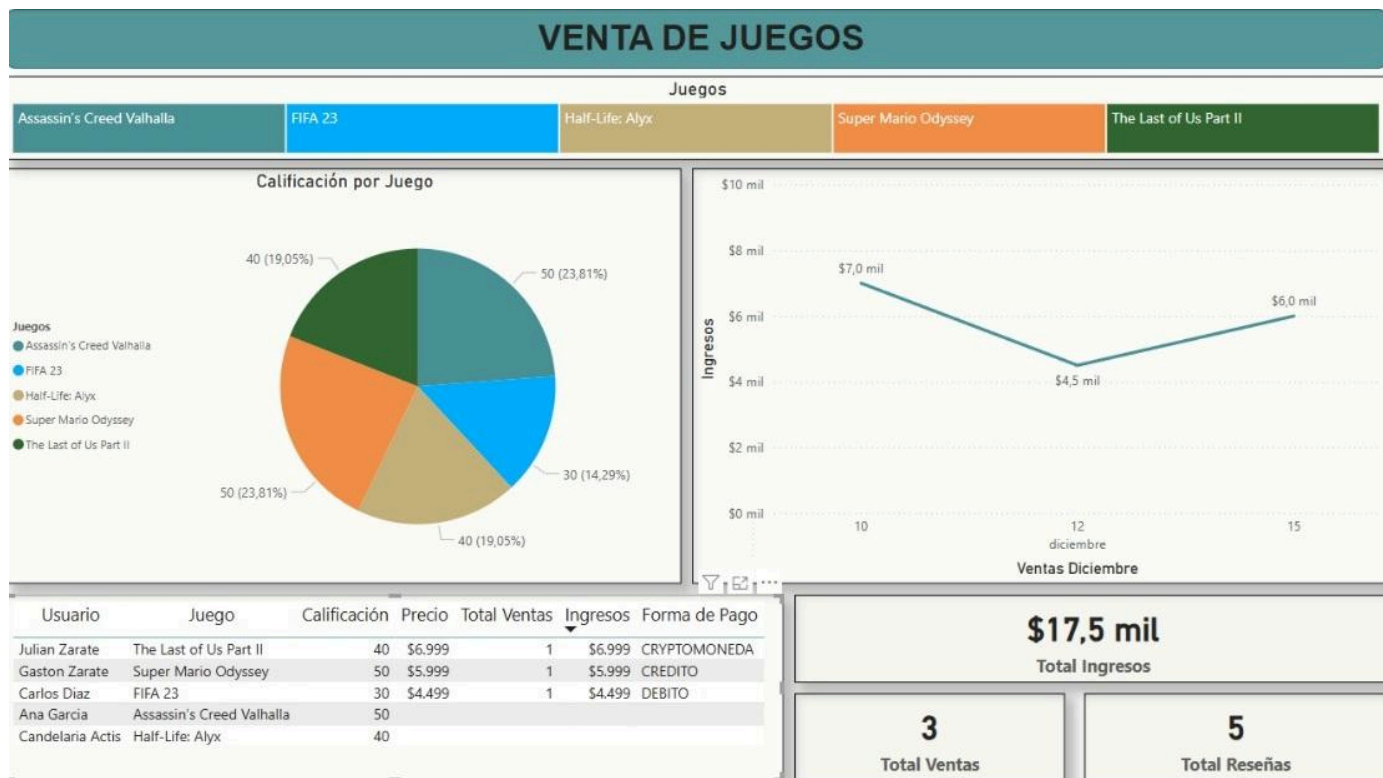 VENTA DE JUEGOS
Juegos
Assassin's Creed Valhalla
FIFA 23
Half-Life: Alyx
Super Mario Odyssey
The Last of Us Part II
Calificación por Juego
40 (19,05%)
50 (23,81%)
30 (14,29%)
40 (19,05%)
50 (23,81%)
Juegos
Assassin's Creed Valhalla
FIFA 23
Half-Life: Alyx
Super Mario Odyssey
The Last of Us Part II
$10 mil
$8 mil
$6 mil
$4 mil
$2 mil
$0 mil
Ingresos
$7,0 mil
$4,5 mil
$6,0 mil
10 12 15
diciembre
Ventas Diciembre
Usuario Juego Calificación Precio Total Ventas Ingresos Forma de Pago
Julian Zarate The Last of Us Part II 40 $6.999 1 $6.999 CRYPTOMONEDA
Gaston Zarate Super Mario Odyssey 50 $5.999 1 $5.999 CREDITO
Carlos Diaz FIFA 23 30 $4.499 1 $4.499 DEBITO
Ana Garcia Assassin's Creed Valhalla 50
Candelaria Actis Half-Life: Alyx 40
$17,5 mil
Total Ingresos
3
Total Ventas
5
Total Reseñas